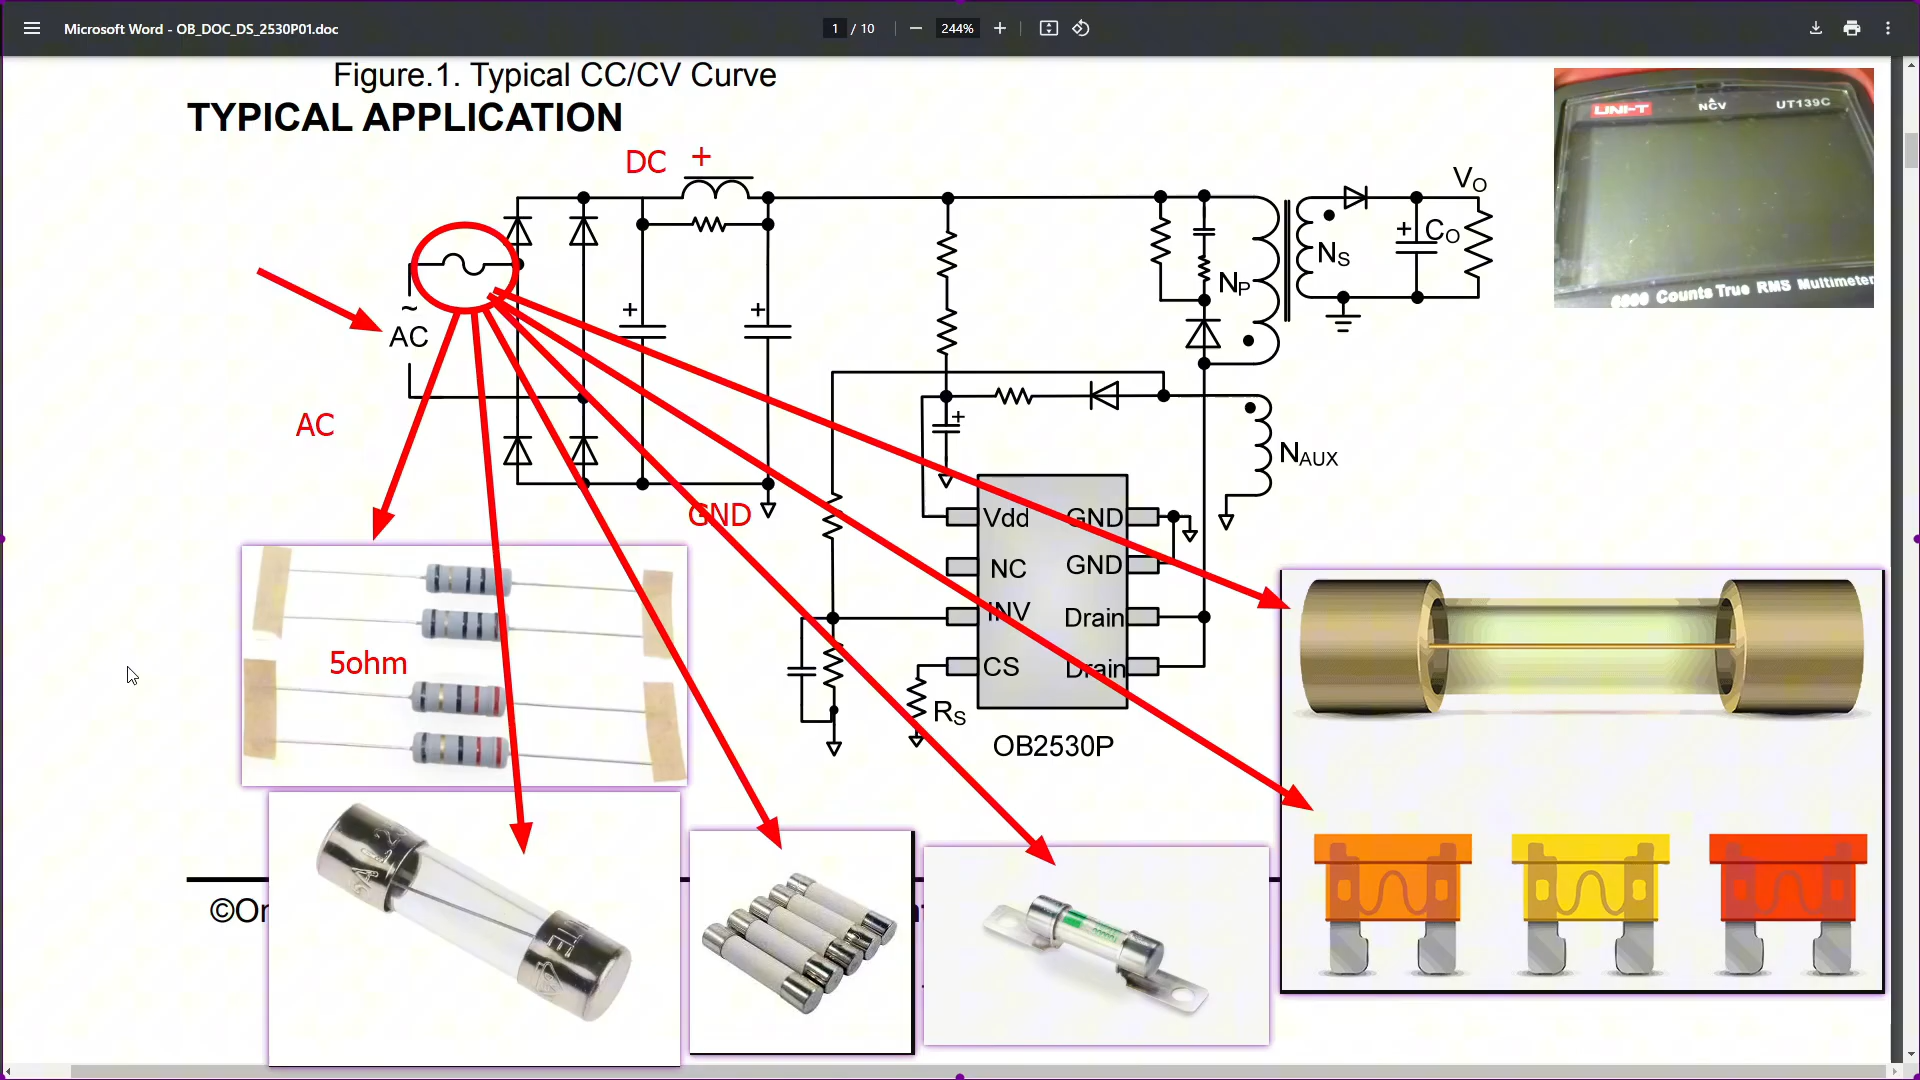 Microsoft Word - OB_DOC_DS_2530P01.doc
1 / 10
244%
Figure.1. Typical CC/CV Curve
TYPICAL APPLICATION
DC +
UNI-T NCV UT139C
6000 Counts True RMS Multimeter
VO
+ CO
NS
NP
~
AC
+ +
AC
+
NAUX
GND
Vdd GND
NC GND
INV Drain
CS Drain
5ohm
RS
OB2530P
©On